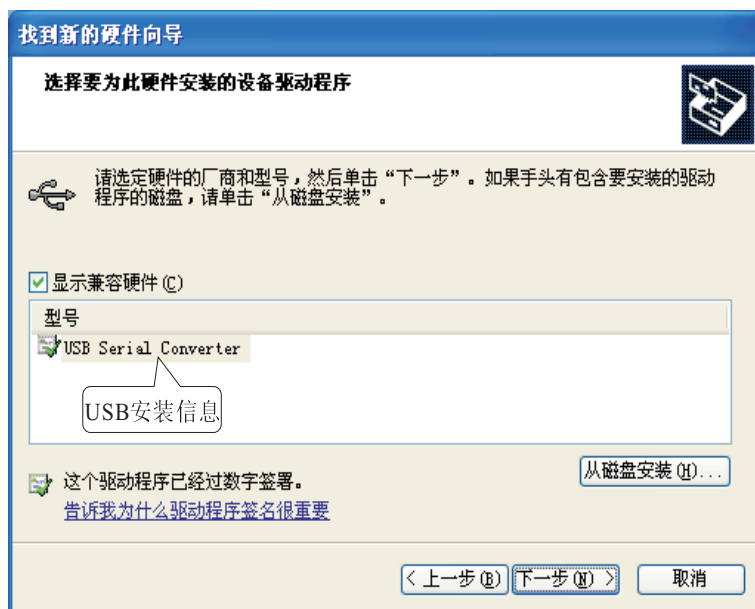 找到新的硬件向导
选择要为此硬件安装的设备驱动程序
请选定硬件的厂商和型号，然后单击“下一步”。如果手头有包含要安装的驱动
程序的磁盘，请单击“从磁盘安装”。
显示兼容硬件(C)
型号
USB Serial Converter
USB安装信息
这个驱动程序已经过数字签署。
告诉我为什么驱动程序签名很重要
从磁盘安装(H)...
< 上一步(B)
下一步(N) >
取消